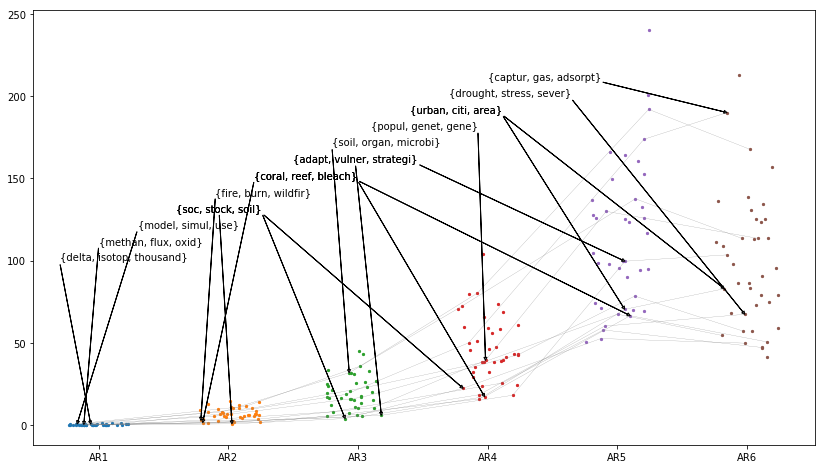 250
200
150
100
50
0
{captur, gas, adsorpt}
{drought, stress, sever}
{urban, citi, area}
{popul, genet, gene}
{soil, organ, microbi}
{adapt, vulner, strategi}
{coral, reef, bleach}
{fire, burn, wildfir}
{soc, stock, soil}
{model, simul, use}
{methan, flux, oxid}
{delta, isotop, thousand}
AR1
AR2
AR3
AR4
AR5
AR6